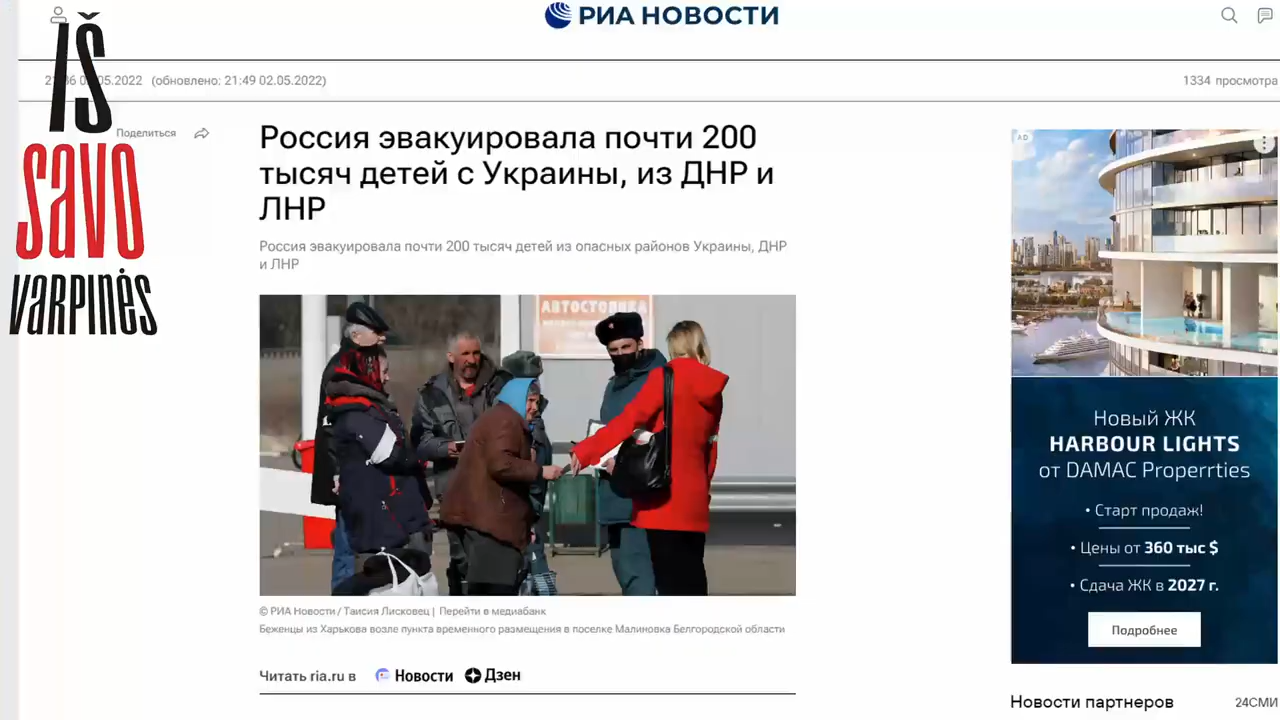 РИА НОВОСТИ
IŠ
SAVO
VARPINĖS
05.2022 (обновлено: 21:49 02.05.2022)
1334 просмотра
Поделиться
Россия эвакуировала почти 200
тысяч детей с Украины, из ДНР и
ЛНР
Россия эвакуировала почти 200 тысяч детей из опасных районов Украины, ДНР
и ЛНР
АВТОСТОЯНКА
© РИА Новости / Таисия Лисковец | Перейти в медиабанк
Беженцы из Харькова возле пункта временного размещения в поселке Малиновка Белгородской области
Читать ria.ru в Новости Дзен
AD
Новый ЖК
HARBOUR LIGHTS
от DAMAC Properrties
• Старт продаж!
• Цены от 360 тыс $
• Сдача ЖК в 2027 г.
Подробнее
Новости партнеров
24СМИ